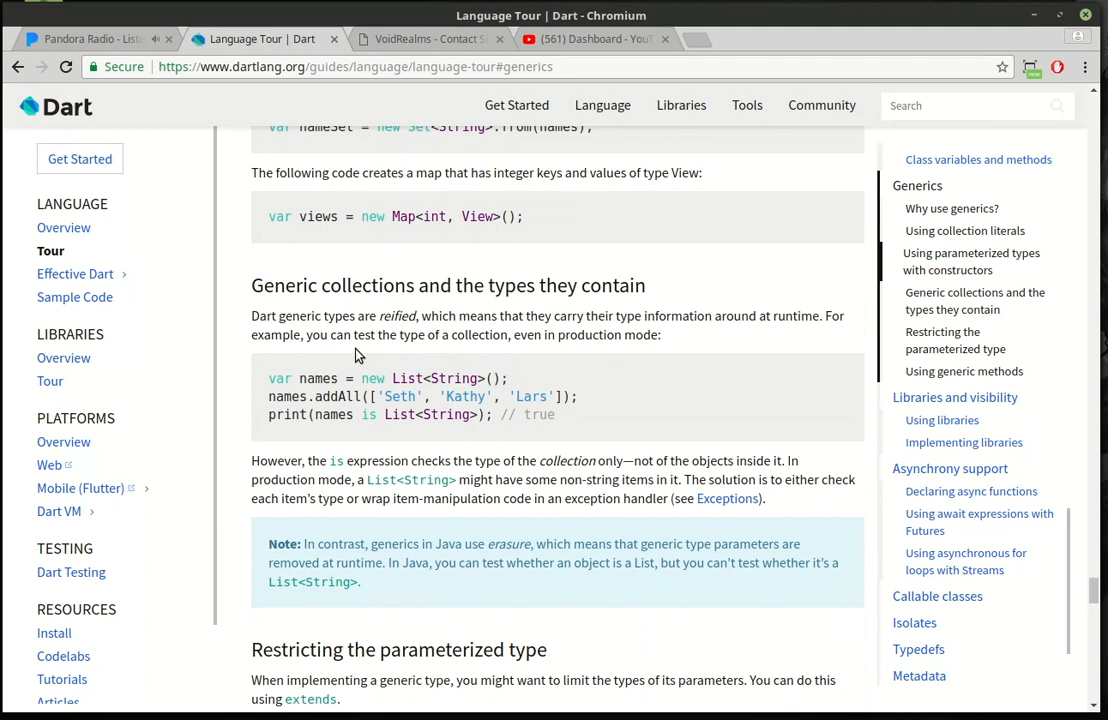 Language Tour | Dart - Chromium
Pandora Radio - List
Language Tour | Dart
VoidRealms - Contact S
(561) Dashboard - YouT
Secure
https://www.dartlang.org/guides/language/language-tour#generics
new
Dart
Get Started
Language
Libraries
Tools
Community
Search
Get Started
LANGUAGE
Overview
Tour
Effective Dart
Sample Code
LIBRARIES
Overview
Tour
PLATFORMS
Overview
Web
Mobile (Flutter)
Dart VM
TESTING
Dart Testing
RESOURCES
Install
Codelabs
Tutorials
Articles
var nameSet = new Set<String>.from(names);
The following code creates a map that has integer keys and values of type View:
var views = new Map<int, View>();
Generic collections and the types they contain
Dart generic types are reified, which means that they carry their type information around at runtime. For
example, you can test the type of a collection, even in production mode:
var names = new List<String>();
names.addAll(['Seth', 'Kathy', 'Lars']);
print(names is List<String>); // true
However, the is expression checks the type of the collection only—not of the objects inside it. In
production mode, a List<String> might have some non-string items in it. The solution is to either check
each item's type or wrap item-manipulation code in an exception handler (see Exceptions).
Note: In contrast, generics in Java use erasure, which means that generic type parameters are
removed at runtime. In Java, you can test whether an object is a List, but you can't test whether it's a
List<String>.
Restricting the parameterized type
When implementing a generic type, you might want to limit the types of its parameters. You can do this
using extends.
Class variables and methods
Generics
Why use generics?
Using collection literals
Using parameterized types
with constructors
Generic collections and the
types they contain
Restricting the
parameterized type
Using generic methods
Libraries and visibility
Using libraries
Implementing libraries
Asynchrony support
Declaring async functions
Using await expressions with
Futures
Using asynchronous for
loops with Streams
Callable classes
Isolates
Typedefs
Metadata